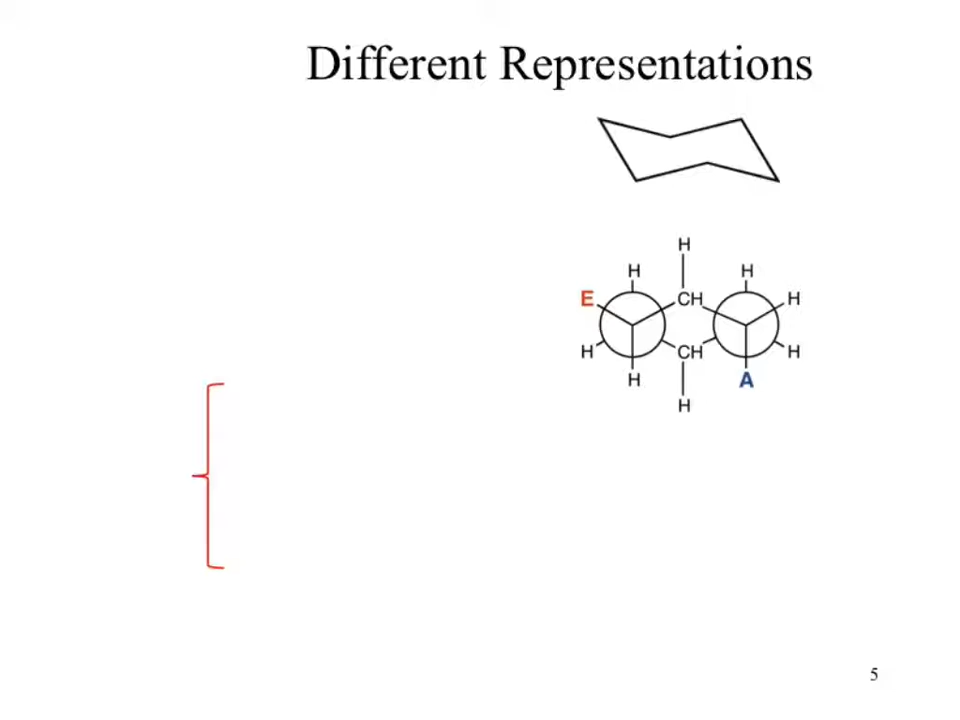 Different Representations
H
H H
E CH H
H CH H
H A
H
5